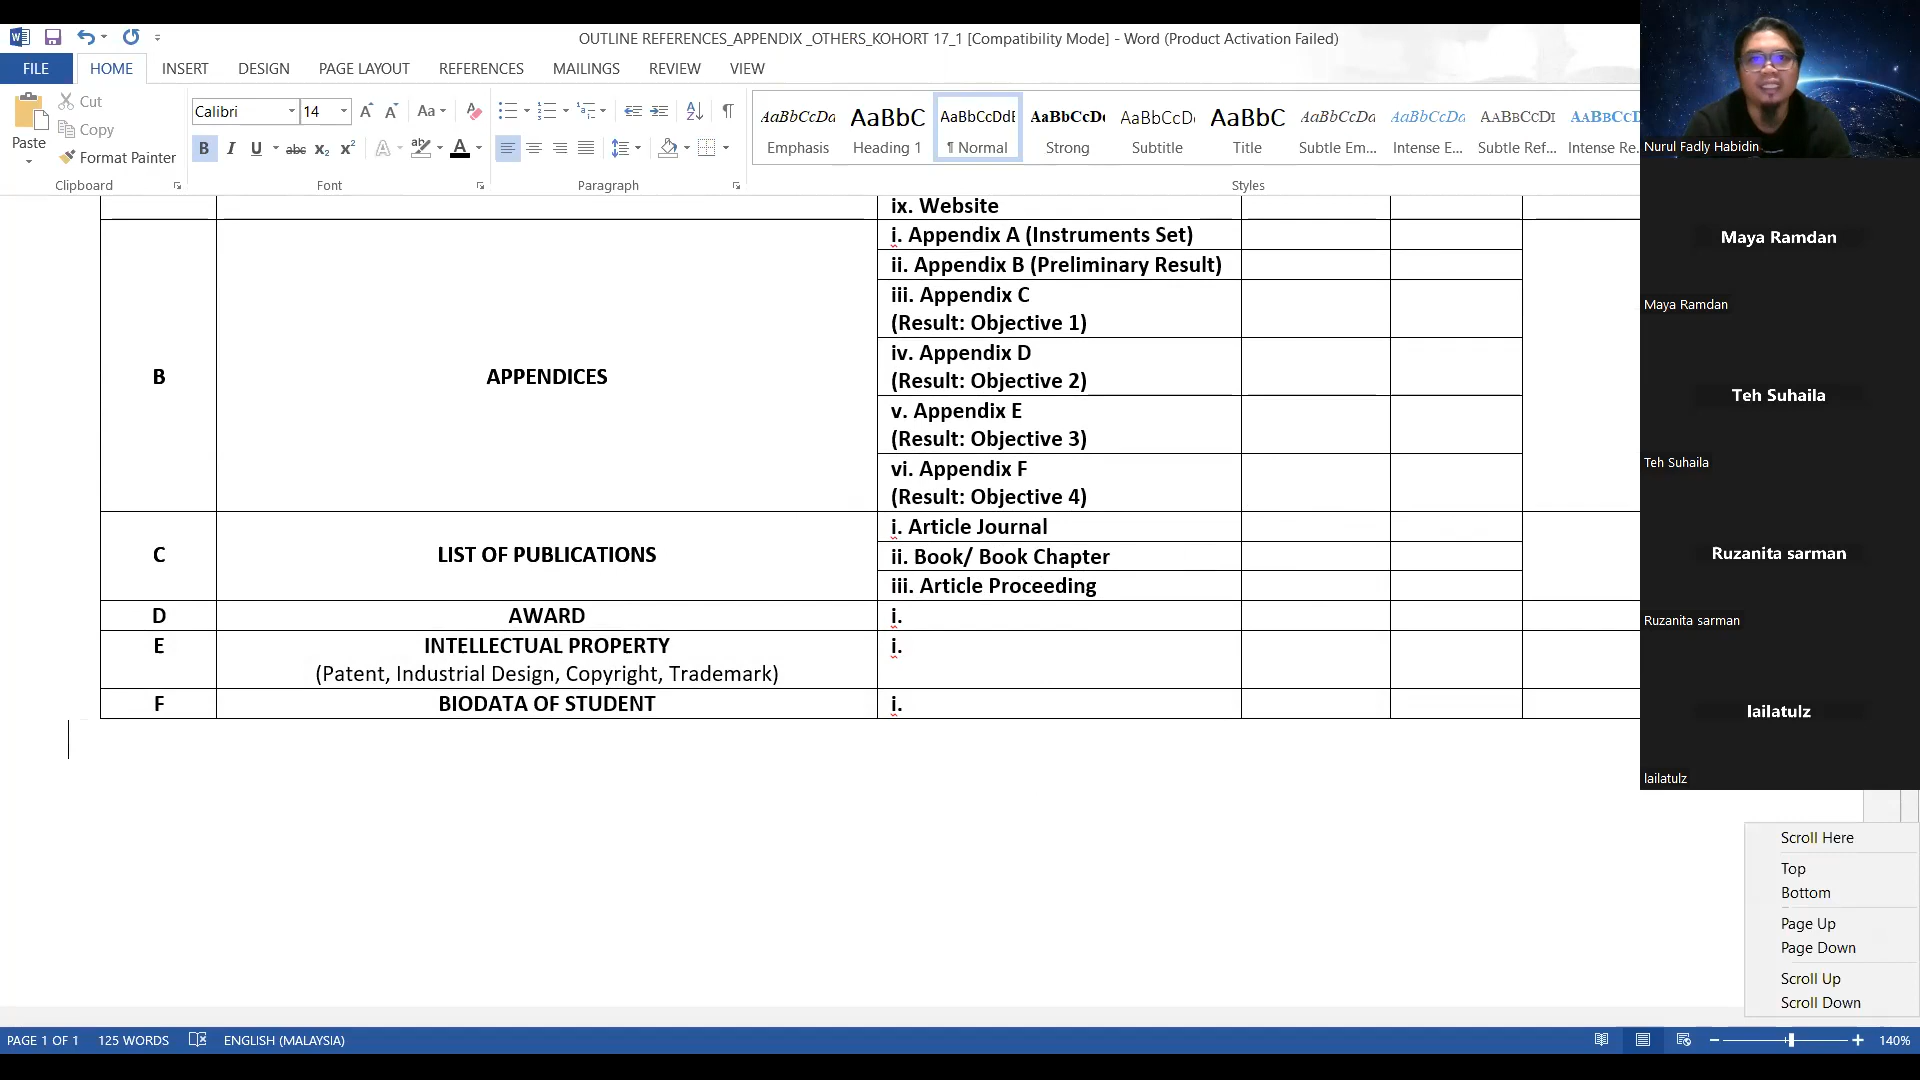 OUTLINE REFERENCES_APPENDIX _OTHERS_KOHORT 17_1 [Compatibility Mode] - Word (Product Activation Failed)
FILE HOME INSERT DESIGN PAGE LAYOUT REFERENCES MAILINGS REVIEW VIEW
Paste
Cut
Copy
Format Painter
Clipboard
Calibri 14
Font
Paragraph
AaBbCcDd Emphasis
AaBbC Heading 1
AaBbCcDdE ¶ Normal
AaBbCcDc Strong
AaBbCcD Subtitle
AaBbC Title
AaBbCcDd Subtle Em...
AaBbCcDd Intense E...
AaBbCcDd Subtle Ref...
AaBbCcD Intense Re.
Styles
ix. Website
B
APPENDICES
i. Appendix A (Instruments Set)
ii. Appendix B (Preliminary Result)
iii. Appendix C
(Result: Objective 1)
iv. Appendix D
(Result: Objective 2)
v. Appendix E
(Result: Objective 3)
vi. Appendix F
(Result: Objective 4)
C
LIST OF PUBLICATIONS
i. Article Journal
ii. Book/ Book Chapter
iii. Article Proceeding
D AWARD i.
E INTELLECTUAL PROPERTY i.
(Patent, Industrial Design, Copyright, Trademark)
F BIODATA OF STUDENT i.
Nurul Fadly Habidin
Maya Ramdan
Maya Ramdan
Teh Suhaila
Teh Suhaila
Ruzanita sarman
Ruzanita sarman
lailatulz
lailatulz
Scroll Here
Top
Bottom
Page Up
Page Down
Scroll Up
Scroll Down
PAGE 1 OF 1 125 WORDS ENGLISH (MALAYSIA) 140%